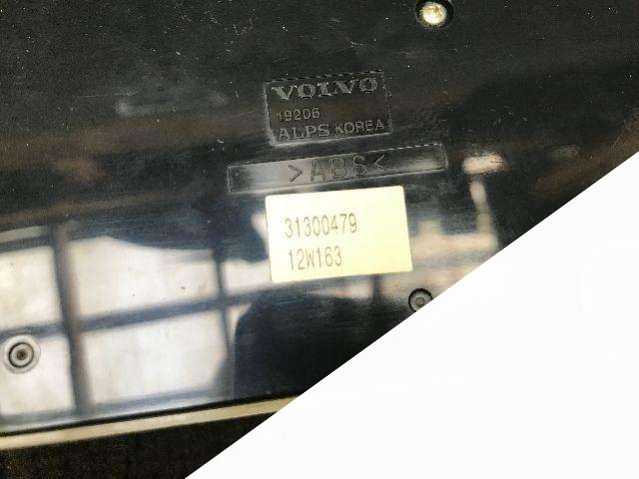 VOLVO
19206
ALPS KOREA
>ABS<
31300479
12W163